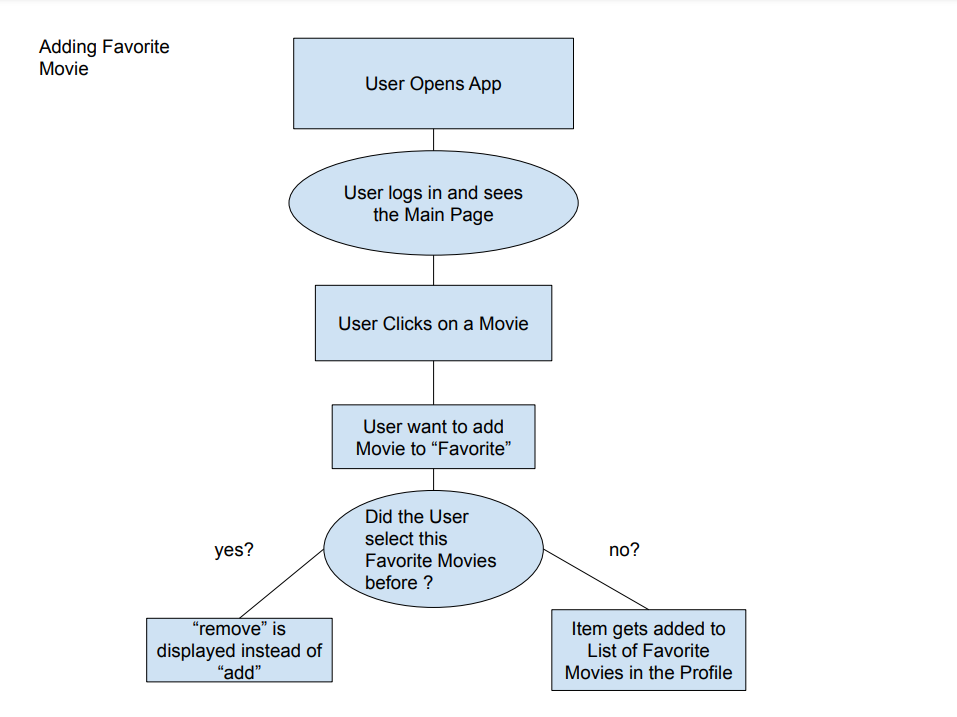 Adding Favorite
Movie
User Opens App
User logs in and sees
the Main Page
User Clicks on a Movie
User want to add
Movie to “Favorite”
Did the User
select this
Favorite Movies
before ?
yes?
no?
“remove” is
displayed instead of
“add”
Item gets added to
List of Favorite
Movies in the Profile